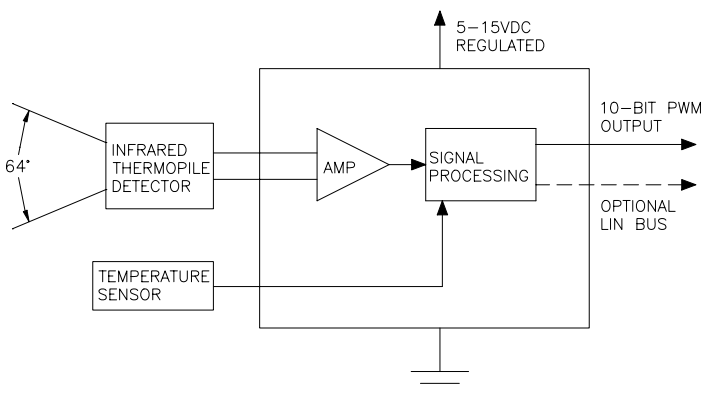 5-15VDC
REGULATED
10-BIT PWM
OUTPUT
64°
INFRARED
THERMOPILE
DETECTOR
AMP
SIGNAL
PROCESSING
OPTIONAL
LIN BUS
TEMPERATURE
SENSOR